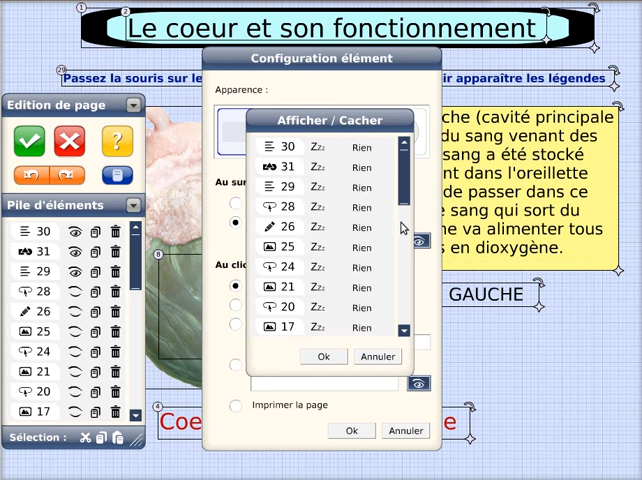 1
2
Le coeur et son fonctionnement
29
Passez la souris sur le
ir apparaître les légendes
Configuration élément
Apparence :
Edition de page
Afficher / Cacher
che (cavité principale
du sang venant des
sang a été stocké
nt dans l'oreillette
de passer dans ce
e sang qui sort du
ne va alimenter tous
s en dioxygène.
30 Zzz Rien
31 Zzz Rien
29 Zzz Rien
28 Zzz Rien
26 Zzz Rien
25 Zzz Rien
24 Zzz Rien
21 Zzz Rien
20 Zzz Rien
17 Zzz Rien
Ok Annuler
Au sur
Au clic
Imprimer la page
Ok Annuler
Pile d'éléments
30
31
29
28
26
25
24
21
20
17
Sélection :
8
GAUCHE
4
Coe
e